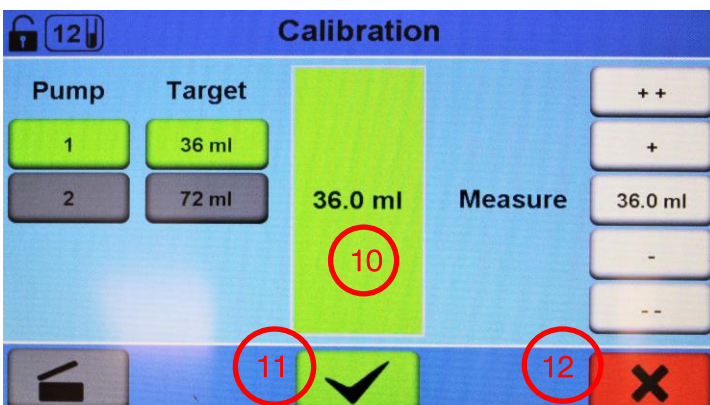 12
Calibration
Pump
Target
1
36 ml
2
72 ml
36.0 ml
Measure
+ +
+
36.0 ml
-
- -
10
11
12